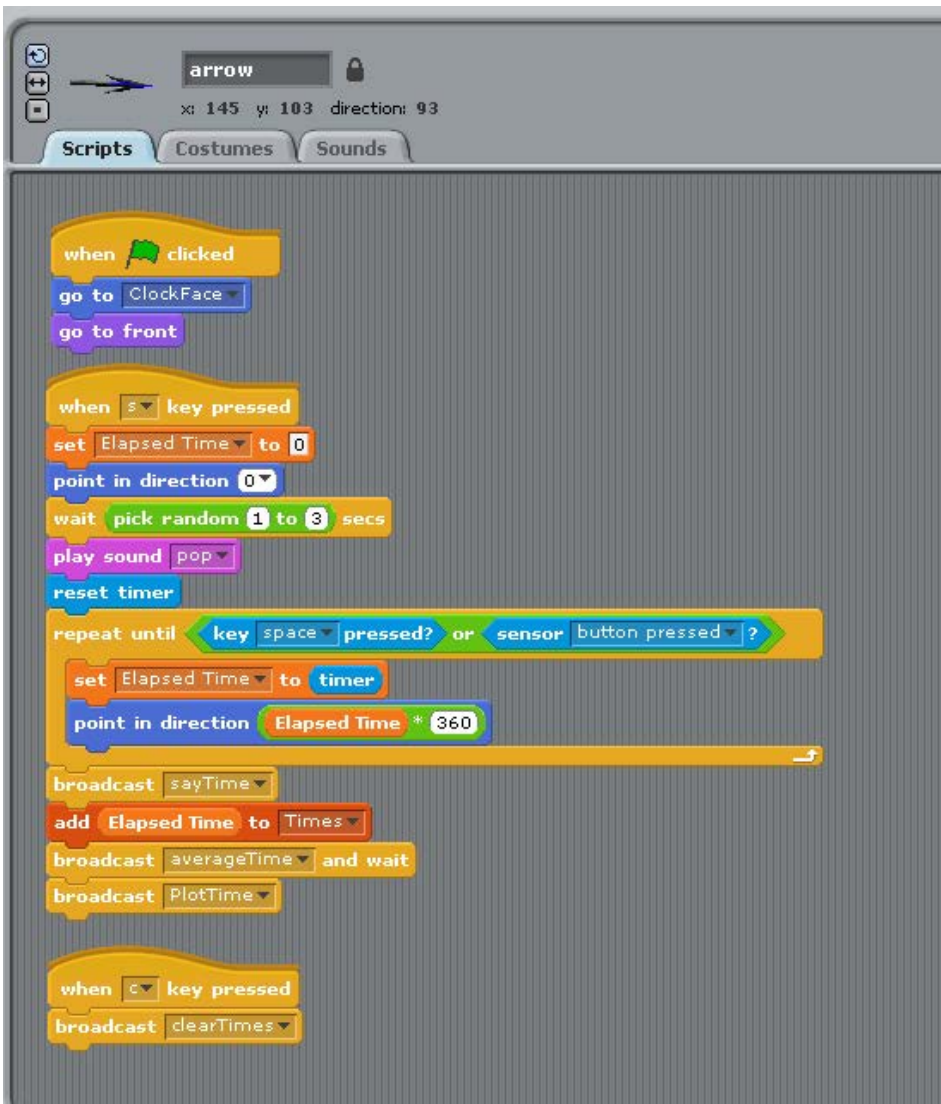 arrow
x: 145 y: 103 direction: 93
Scripts Costumes Sounds
when clicked
go to ClockFace
go to front
when s key pressed
set Elapsed Time to 0
point in direction 0
wait pick random 1 to 3 secs
play sound pop
reset timer
repeat until key space pressed? or sensor button pressed ?
set Elapsed Time to timer
point in direction Elapsed Time * 360
broadcast sayTime
add Elapsed Time to Times
broadcast averageTime and wait
broadcast PlotTime
when c key pressed
broadcast clearTimes